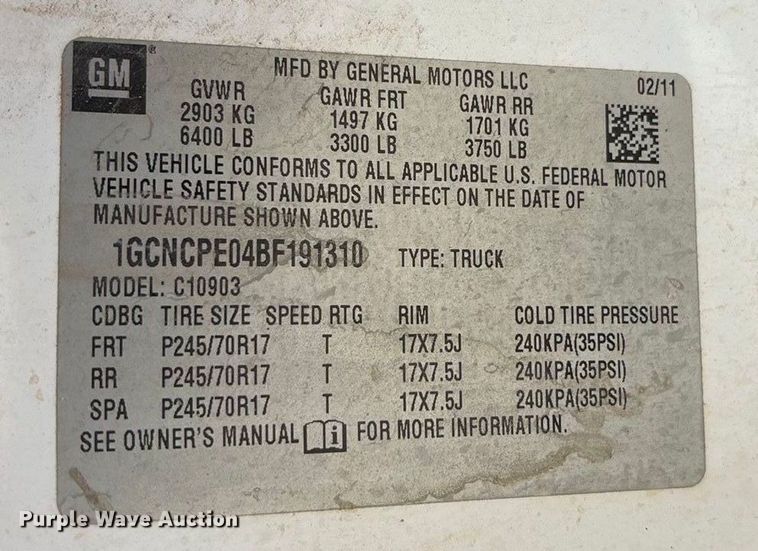 GM ®
MFD BY GENERAL MOTORS LLC 02/11
GVWR GAWR FRT GAWR RR
2903 KG 1497 KG 1701 KG
6400 LB 3300 LB 3750 LB
THIS VEHICLE CONFORMS TO ALL APPLICABLE U.S. FEDERAL MOTOR
VEHICLE SAFETY STANDARDS IN EFFECT ON THE DATE OF
MANUFACTURE SHOWN ABOVE.
1GCNCPE04BF191310 TYPE: TRUCK
MODEL: C10903
CDBG TIRE SIZE SPEED RTG RIM COLD TIRE PRESSURE
FRT P245/70R17 T 17X7.5J 240KPA(35PSI)
RR P245/70R17 T 17X7.5J 240KPA(35PSI)
SPA P245/70R17 T 17X7.5J 240KPA(35PSI)
SEE OWNER'S MANUAL i FOR MORE INFORMATION.
Purple Wave Auction